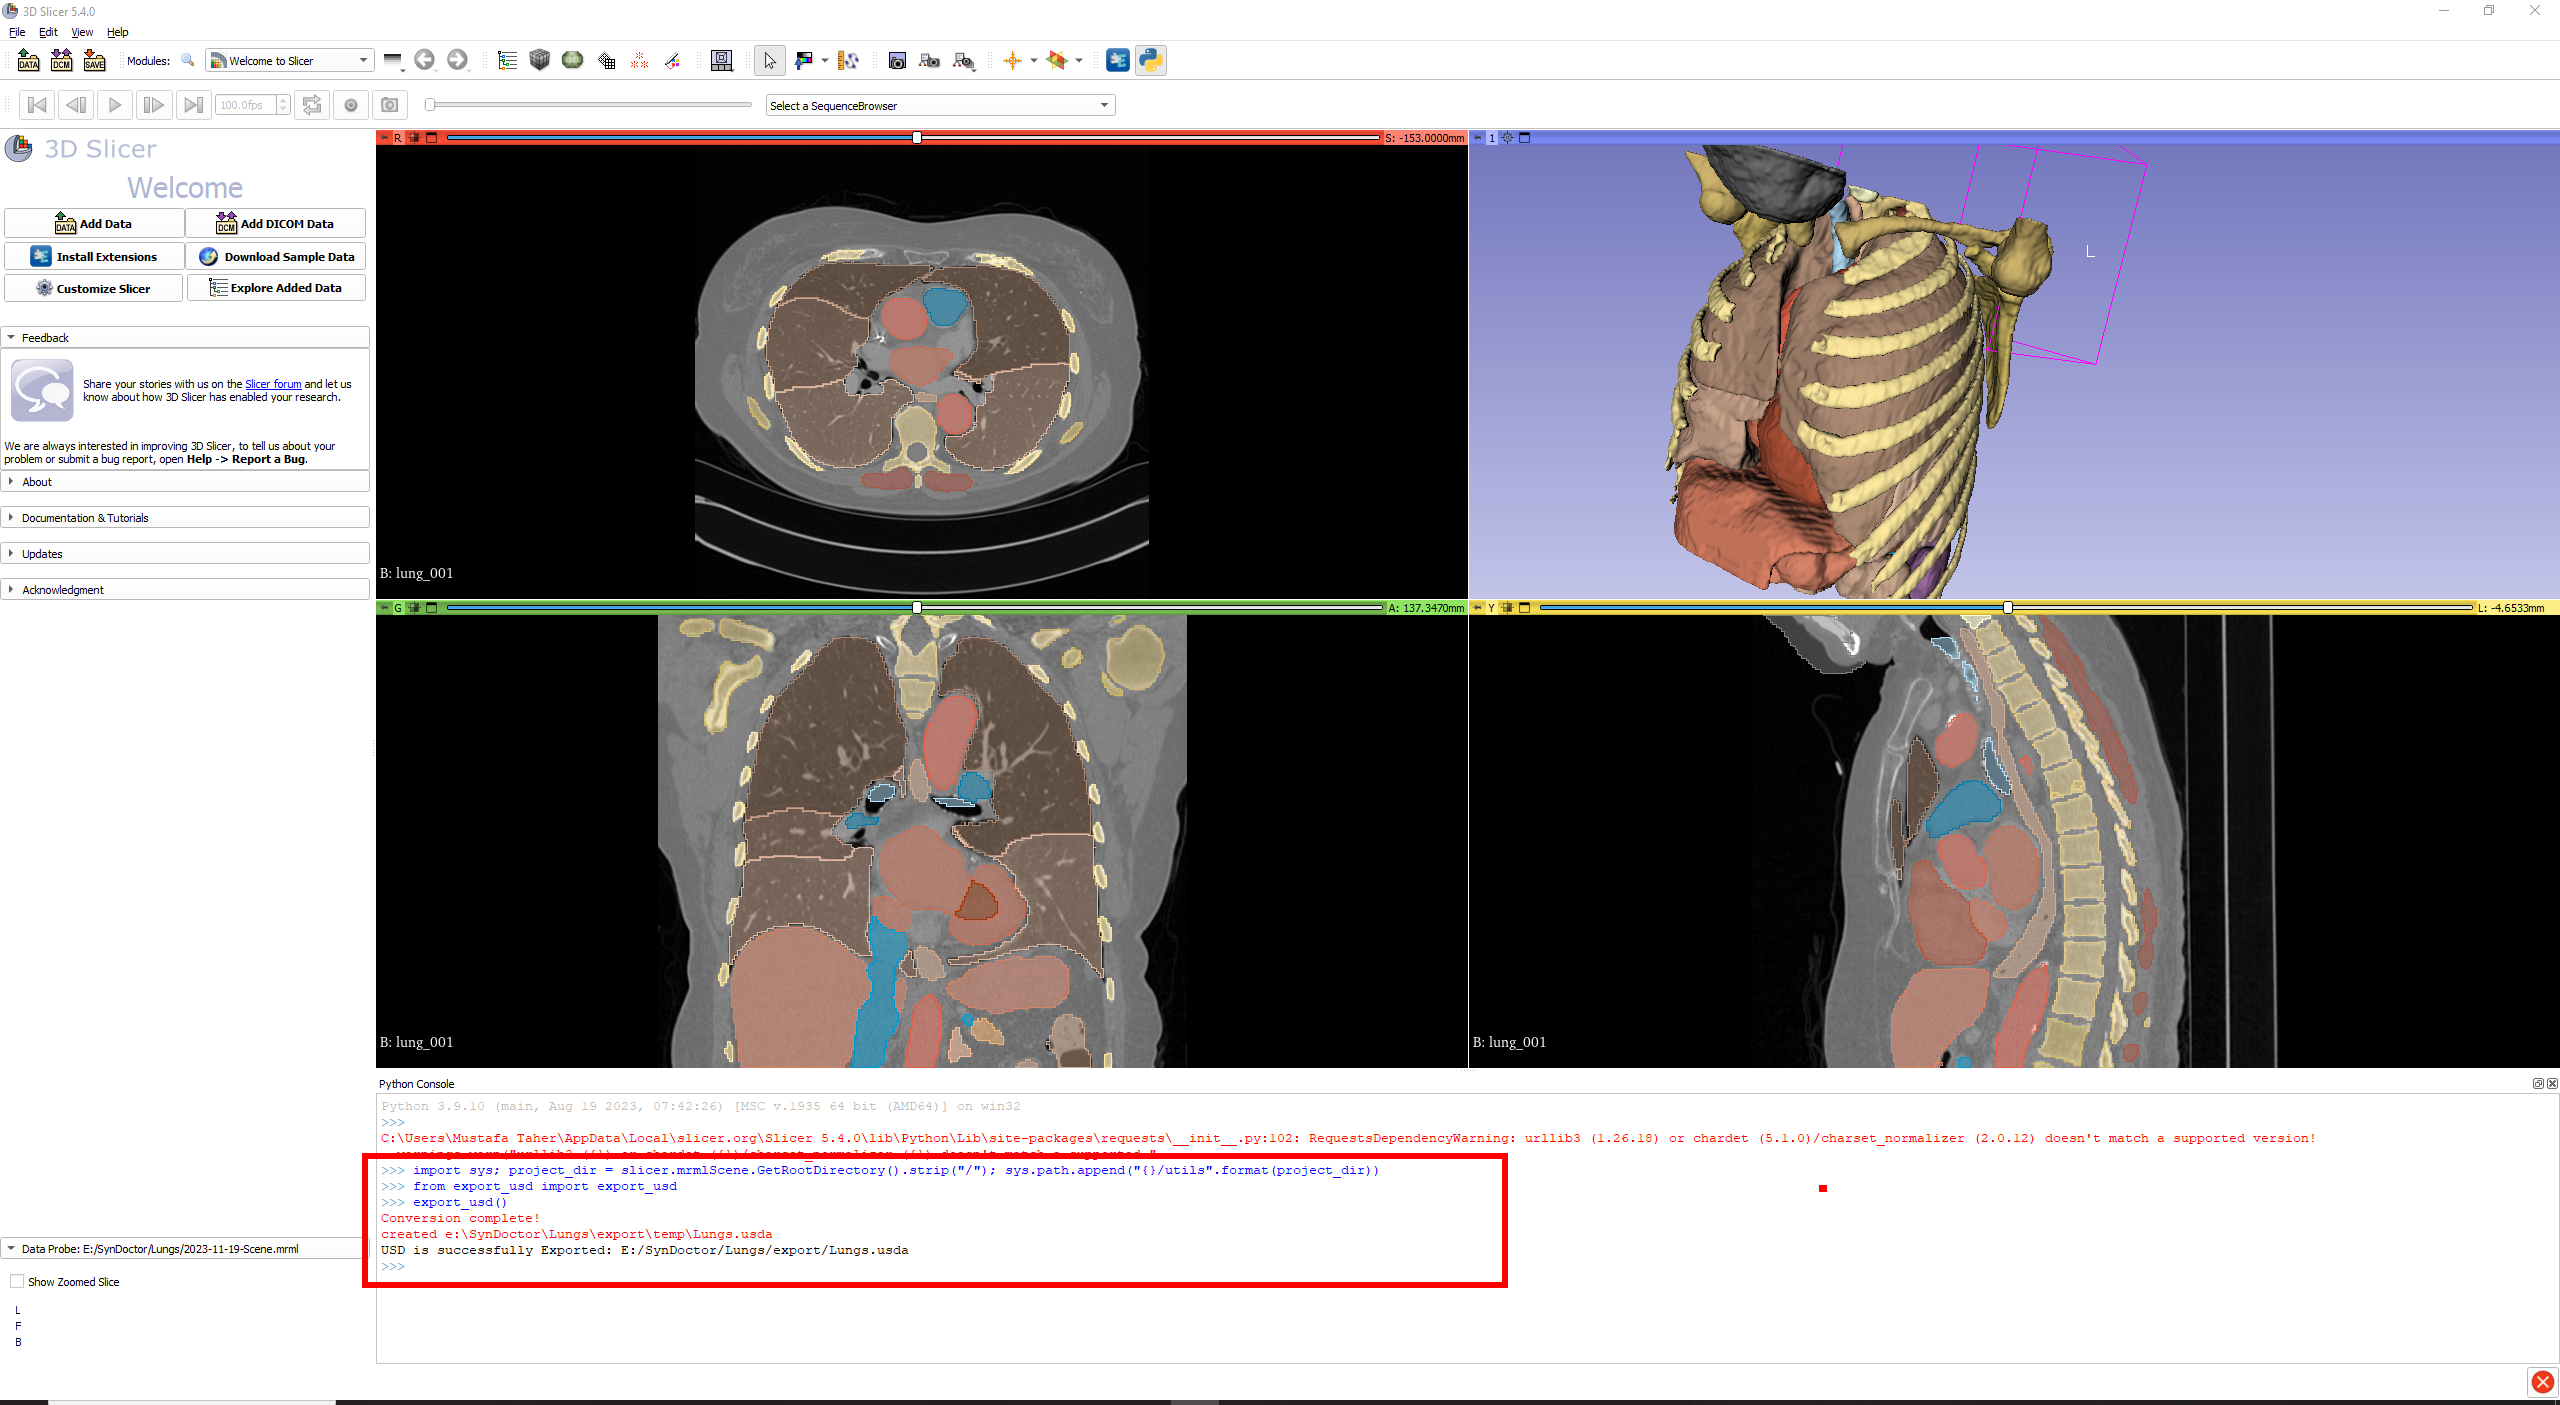 3D Slicer 5.4.0
File Edit View Help
DATA DCM SAVE Modules: Welcome to Slicer
100.0fps Select a SequenceBrowser
3D Slicer
Welcome
DATA Add Data
DCM Add DICOM Data
Install Extensions
Download Sample Data
Customize Slicer
Explore Added Data
Feedback
Share your stories with us on the Slicer forum and let us
know about how 3D Slicer has enabled your research.
We are always interested in improving 3D Slicer, to tell us about your
problem or submit a bug report, open Help -> Report a Bug.
About
Documentation & Tutorials
Updates
Acknowledgment
R S: -153.0000mm
B: lung_001
1
L
G A: 137.3470mm
B: lung_001
Y L: -4.6533mm
B: lung_001
Python Console
Python 3.9.10 (main, Aug 19 2023, 07:42:26) [MSC v.1935 64 bit (AMD64)] on win32
>>>
C:\Users\Mustafa Taher\AppData\Local\slicer.org\Slicer 5.4.0\lib\Python\Lib\site-packages\requests\__init__.py:102: RequestsDependencyWarning: urllib3 (1.26.18) or chardet (5.1.0)/charset_normalizer (2.0.12) doesn't match a supported version!
>>> import sys; project_dir = slicer.mrmlScene.GetRootDirectory().strip("/"); sys.path.append("{}/utils".format(project_dir))
>>> from export_usd import export_usd
>>> export_usd()
Conversion complete!
created e:\SynDoctor\Lungs\export\temp\Lungs.usda
USD is successfully Exported: E:/SynDoctor/Lungs/export/Lungs.usda
>>>
Data Probe: E:/SynDoctor/Lungs/2023-11-19-Scene.mrml
Show Zoomed Slice
L
F
B